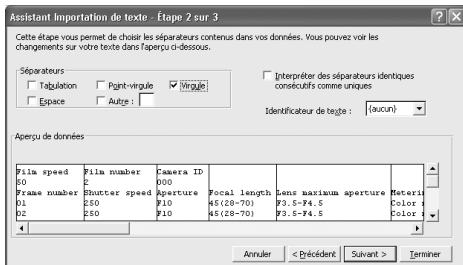 Assistant Importation de texte - Étape 2 sur 3
Cette étape vous permet de choisir les séparateurs contenus dans vos données. Vous pouvez voir les
changements sur votre texte dans l'aperçu ci-dessous.
Séparateurs
Tabulation Point-virgule Virgule
Espace Autre :
Interpréter des séparateurs identiques
consécutifs comme uniques
Identificateur de texte : {aucun}
Aperçu de données
Film speed Film number Camera ID
50 2 000
Frame number Shutter speed Aperture Focal length Lens maximum aperture
01 250 F10 45(28-70) F3.5-F4.5 Color
02 250 F10 45(28-70) F3.5-F4.5 Color
Annuler < Précédent Suivant > Terminer